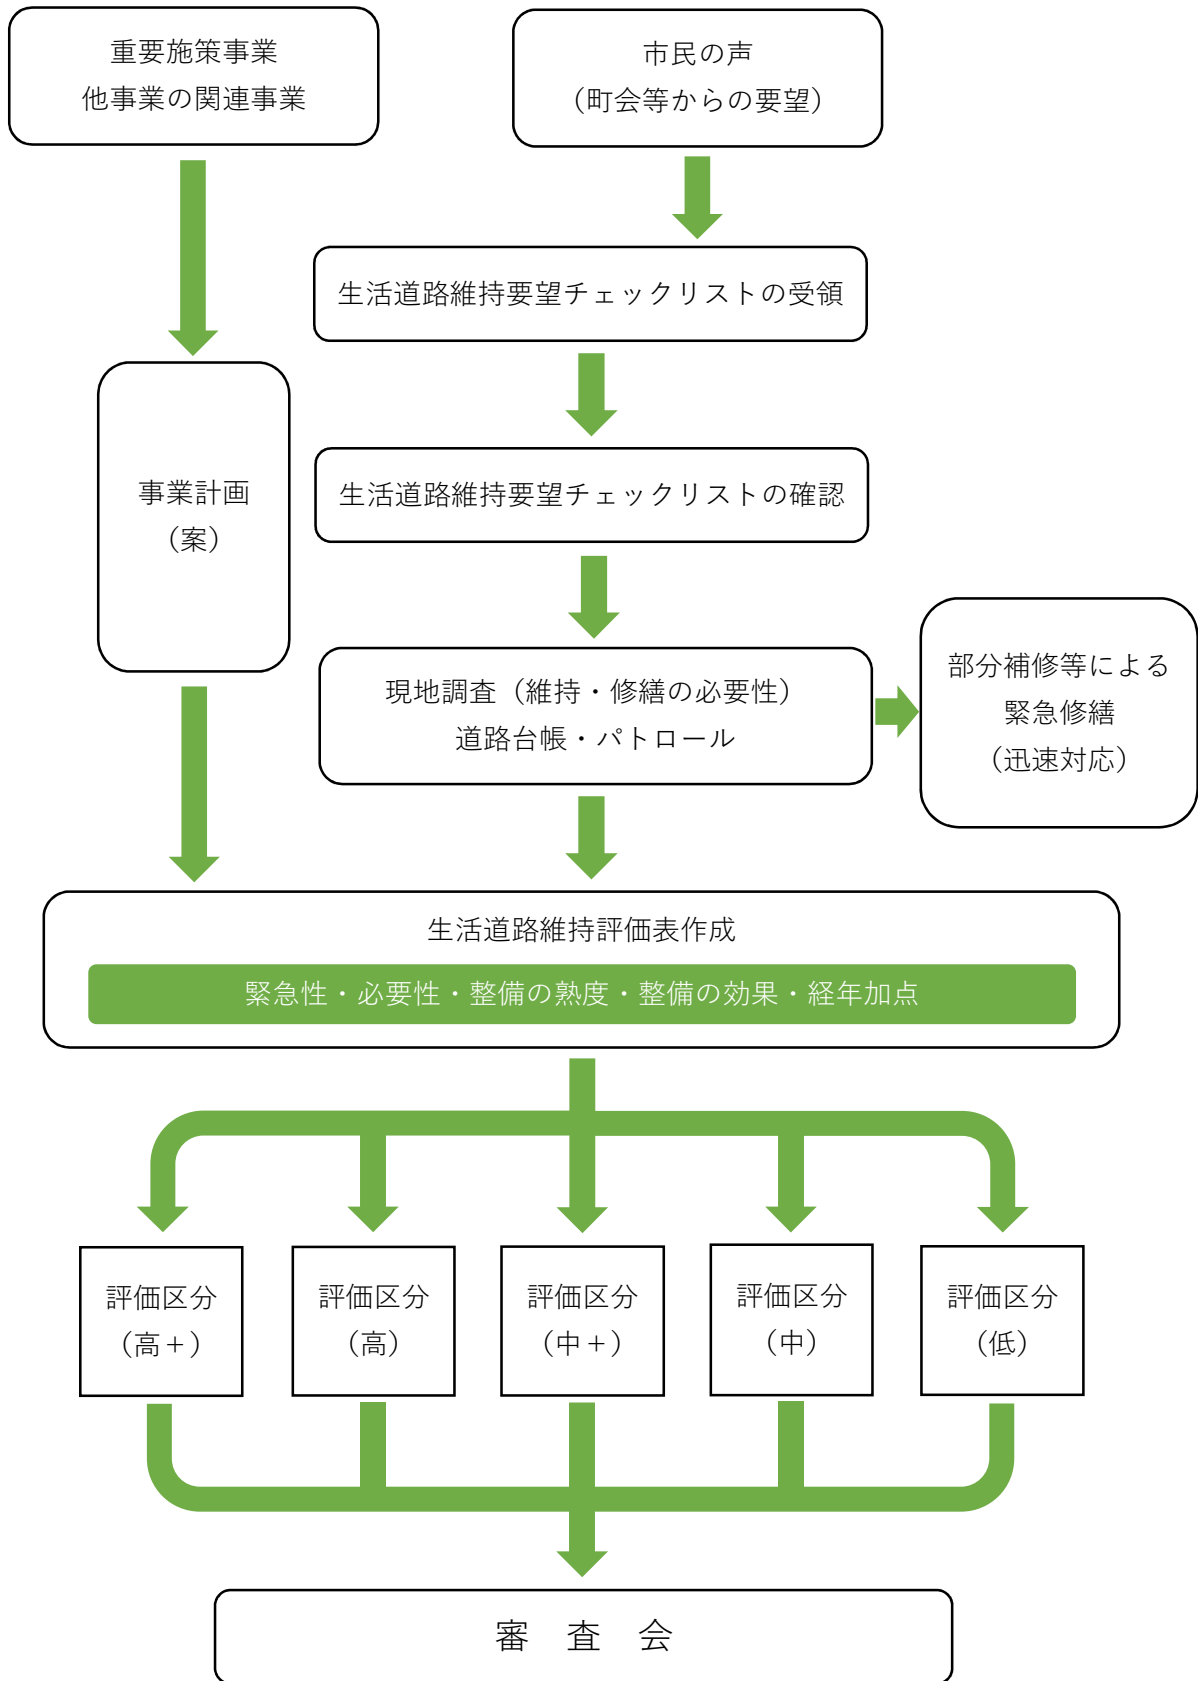 重要施策事業
他事業の関連事業
市民の声
（町会等からの要望）
生活道路維持要望チェックリストの受領
事業計画
（案）
生活道路維持要望チェックリストの確認
現地調査（維持・修繕の必要性）
道路台帳・パトロール
部分補修等による
緊急修繕
（迅速対応）
生活道路維持評価表作成
緊急性・必要性・整備の熟度・整備の効果・経年加点
評価区分
（高＋）
評価区分
（高）
評価区分
（中＋）
評価区分
（中）
評価区分
（低）
審　査　会